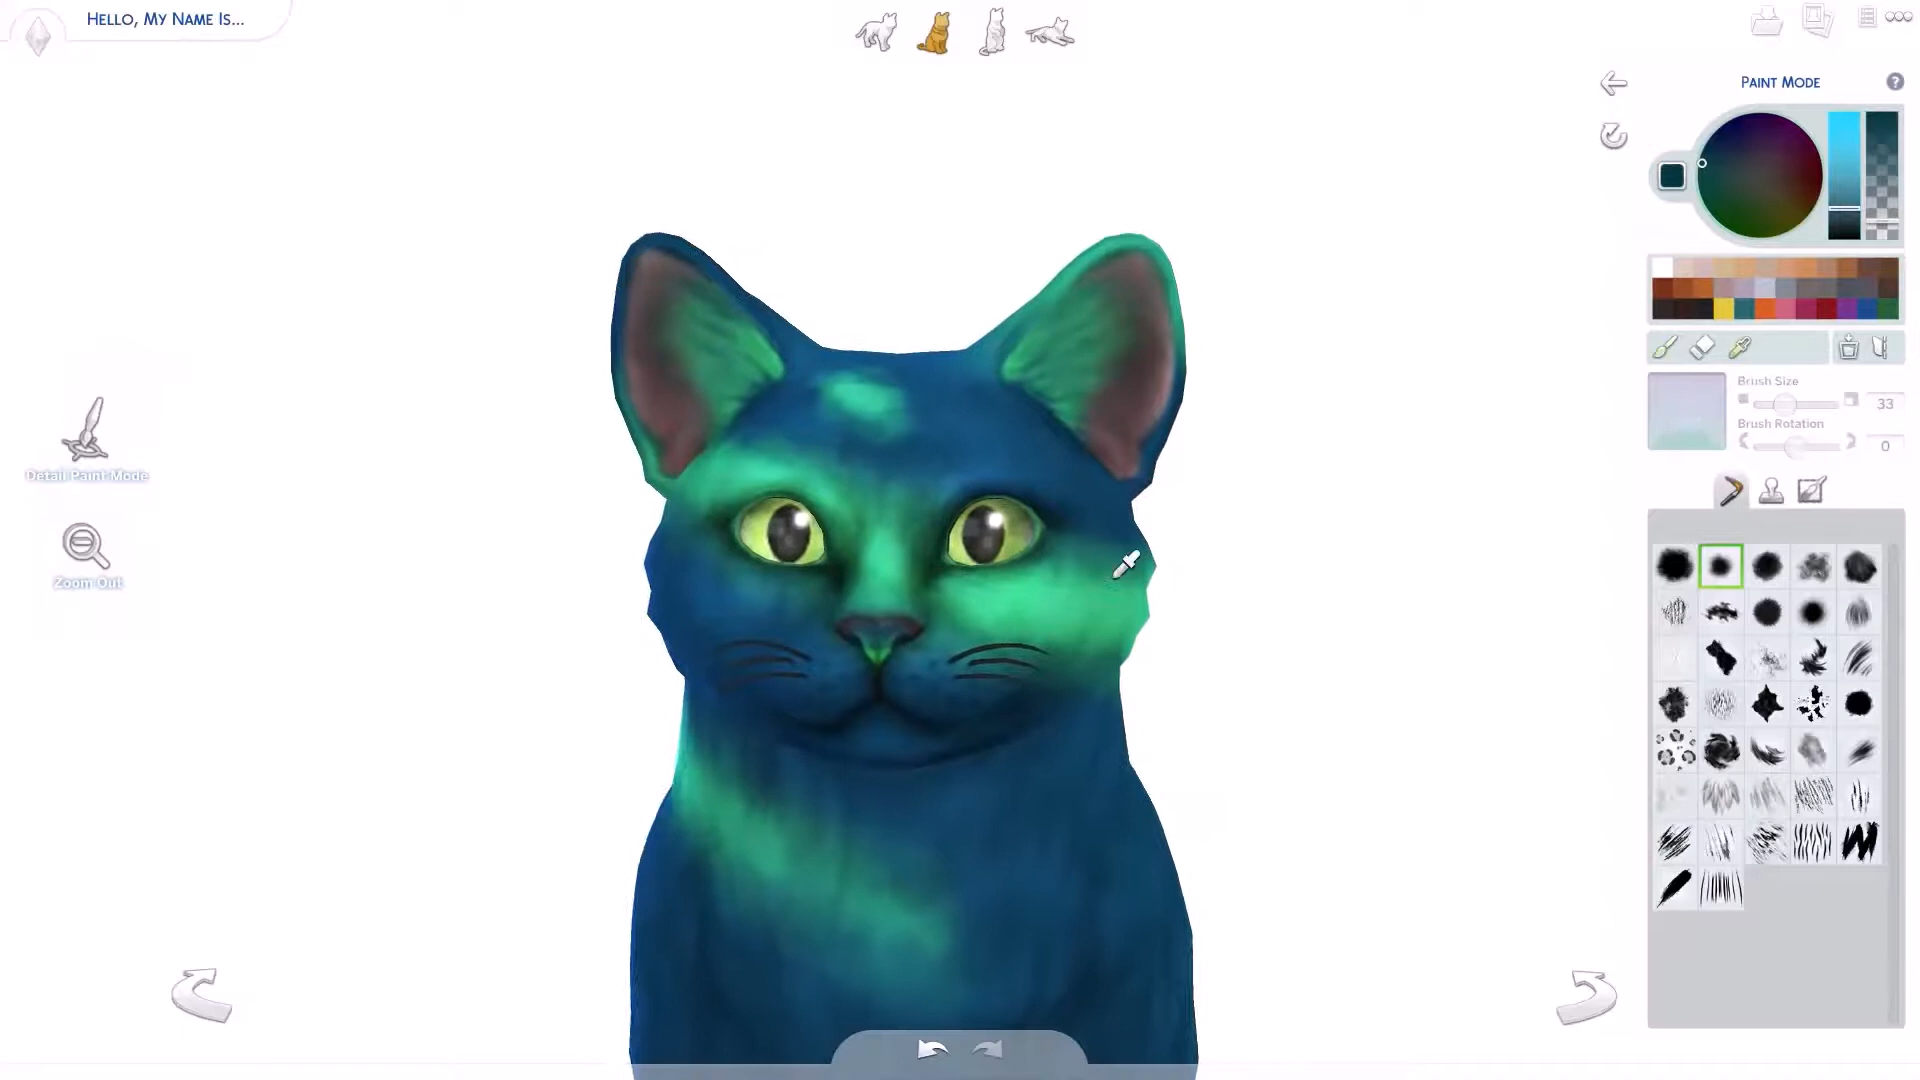 Hello, My Name Is...
Paint Mode
?
Brush Size
33
Brush Rotation
0
Detail Paint Mode
Zoom Out